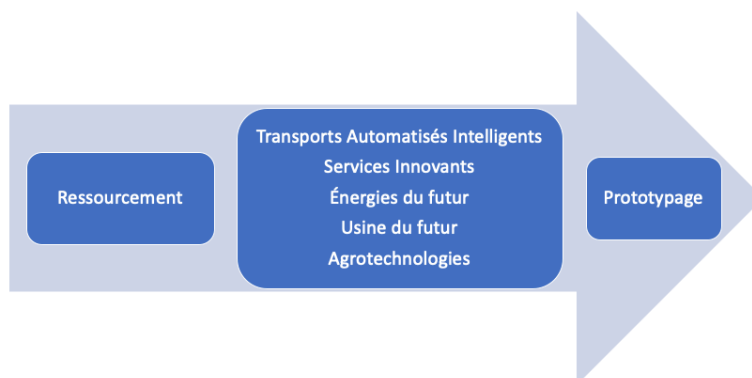 Ressourcement
Transports Automatisés Intelligents
Services Innovants
Énergies du futur
Usine du futur
Agrotechnologies
Prototypage